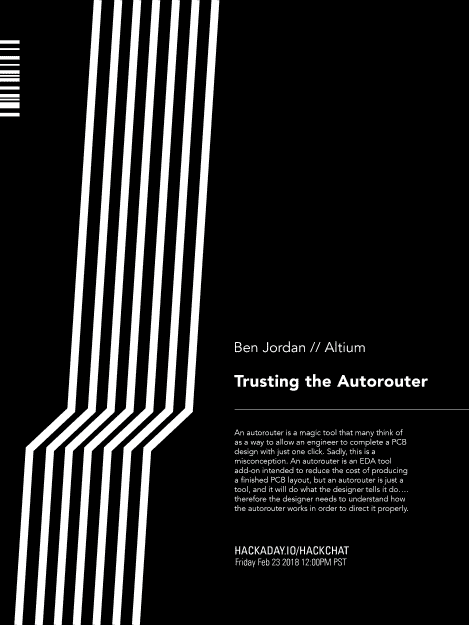 Ben Jordan // Altium
Trusting the Autorouter
An autorouter is a magic tool that many think of
as a way to allow an engineer to complete a PCB
design with just one click. Sadly, this is a
misconception. An autorouter is an EDA tool
add-on intended to reduce the cost of producing
a finished PCB layout, but an autorouter is just a
tool, and it will do what the designer tells it do....
therefore the designer needs to understand how
the autorouter works in order to direct it properly.
HACKADAY.IO/HACKCHAT
Friday Feb 23 2018 12:00PM PST